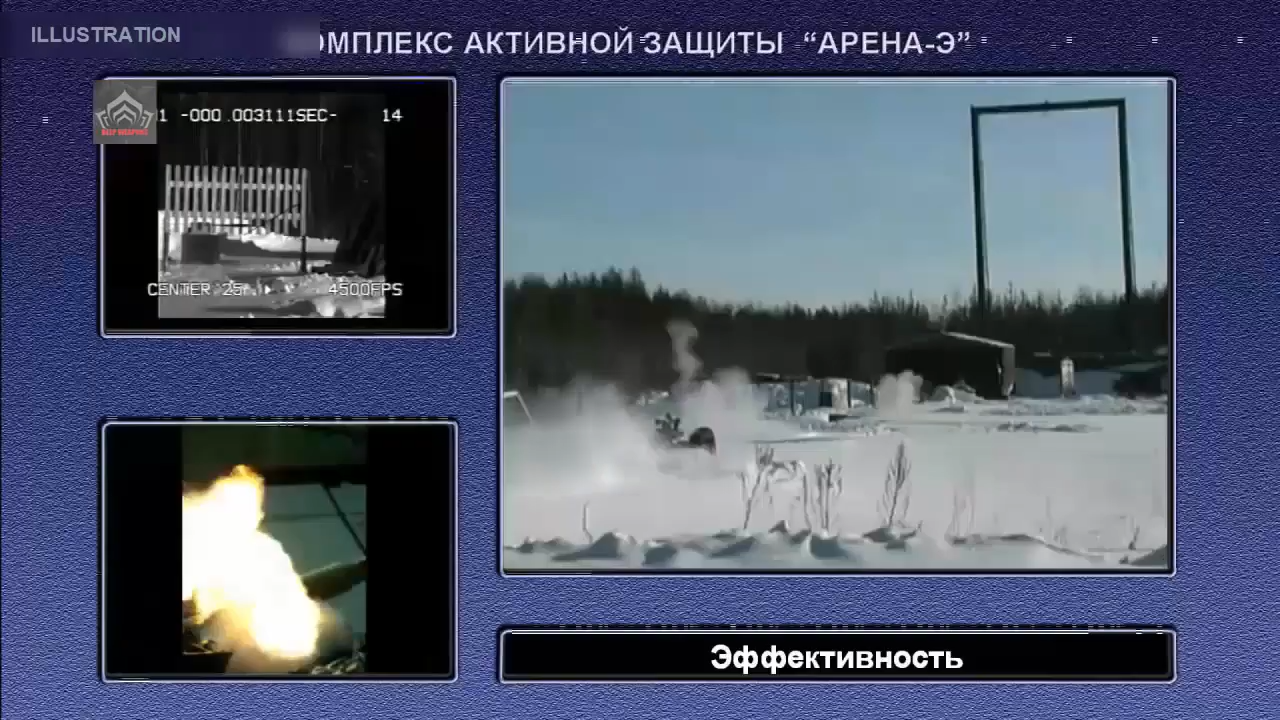 ILLUSTRATION
ОМПЛЕКС АКТИВНОЙ ЗАЩИТЫ “АРЕНА-Э”
1 -000 .003111SEC- 14
CENTER 25
4500FPS
Эффективность